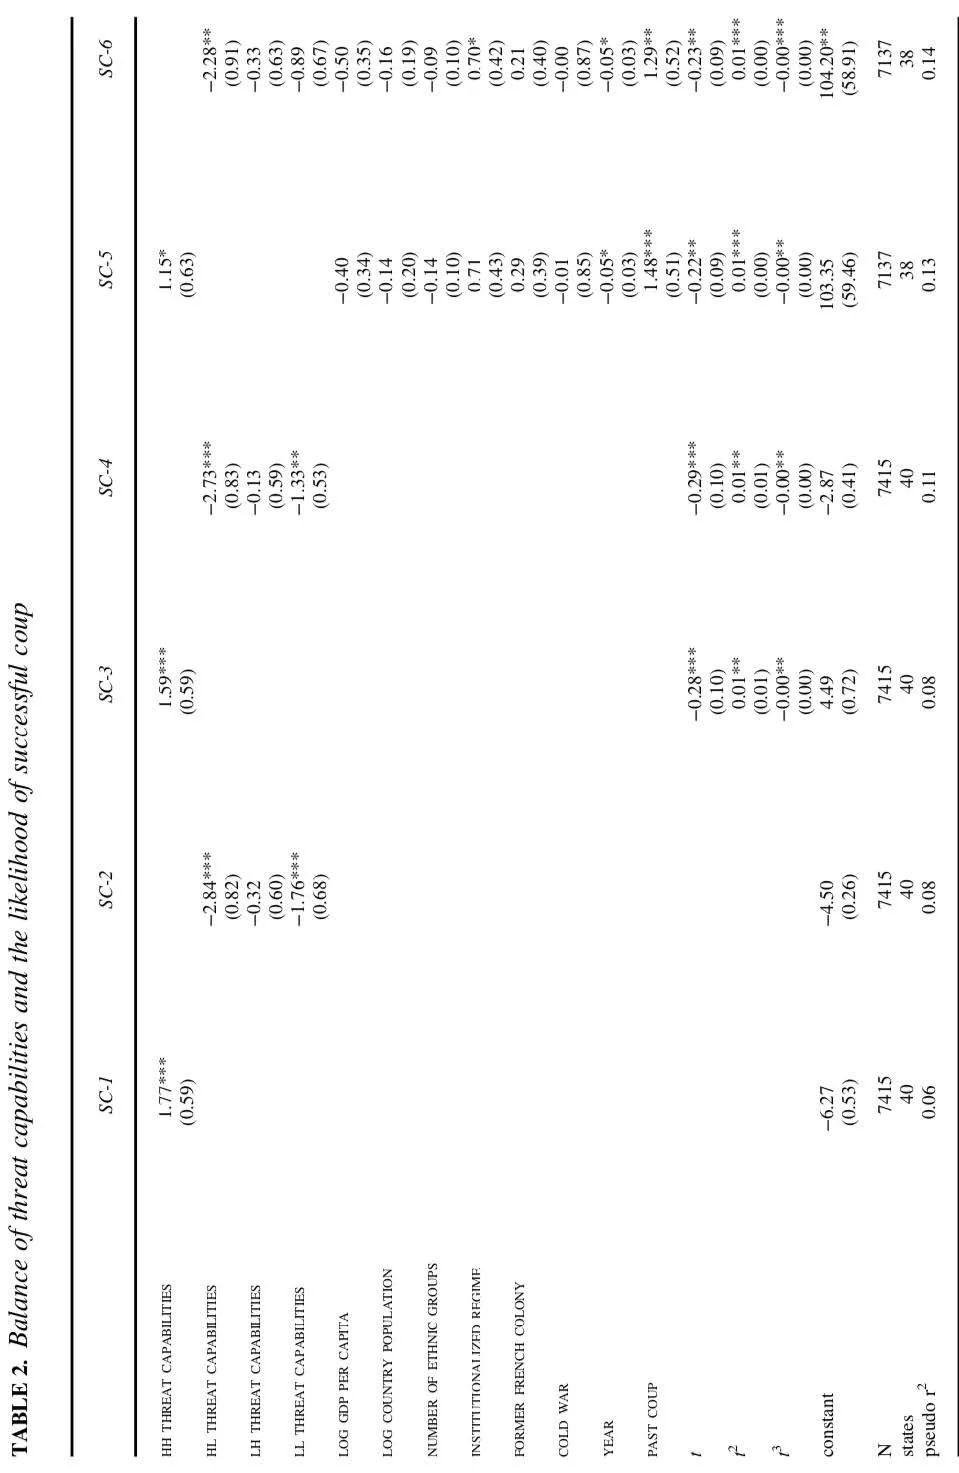 TABLE 2. Balance of threat capabilities and the likelihood of successful coup
SC-1 SC-2 SC-3 SC-4 SC-5 SC-6
HH THREAT CAPABILITIES 1.77*** 1.59*** 1.15*
(0.59) (0.59) (0.63)
HL THREAT CAPABILITIES −2.84*** −2.73*** −2.28**
(0.82) (0.83) (0.91)
LH THREAT CAPABILITIES −0.32 −0.13 −0.33
(0.60) (0.59) (0.63)
LL THREAT CAPABILITIES −1.76*** −1.33** −0.89
(0.68) (0.53) (0.67)
LOG GDP PER CAPITA −0.40 −0.50
(0.34) (0.35)
LOG COUNTRY POPULATION −0.14 −0.16
(0.20) (0.19)
NUMBER OF ETHNIC GROUPS −0.14 −0.09
(0.10) (0.10)
INSTITUTIONALIZED REGIME 0.71 0.70*
(0.43) (0.42)
FORMER FRENCH COLONY 0.29 0.21
(0.39) (0.40)
COLD WAR −0.01 −0.00
(0.85) (0.87)
YEAR −0.05* −0.05*
(0.03) (0.03)
PAST COUP 1.48*** 1.29**
(0.51) (0.52)
t −0.28*** −0.29*** −0.22** −0.23**
(0.10) (0.10) (0.09) (0.09)
t² 0.01** 0.01** 0.01*** 0.01***
(0.01) (0.01) (0.00) (0.00)
t³ −0.00** −0.00** −0.00** −0.00***
(0.00) (0.00) (0.00) (0.00)
constant −6.27 −4.50 4.49 −2.87 103.35 104.20**
(0.53) (0.26) (0.72) (0.41) (59.46) (58.91)
N 7415 7415 7415 7415 7137 7137
states 40 40 40 40 38 38
pseudo r² 0.06 0.08 0.08 0.11 0.13 0.14